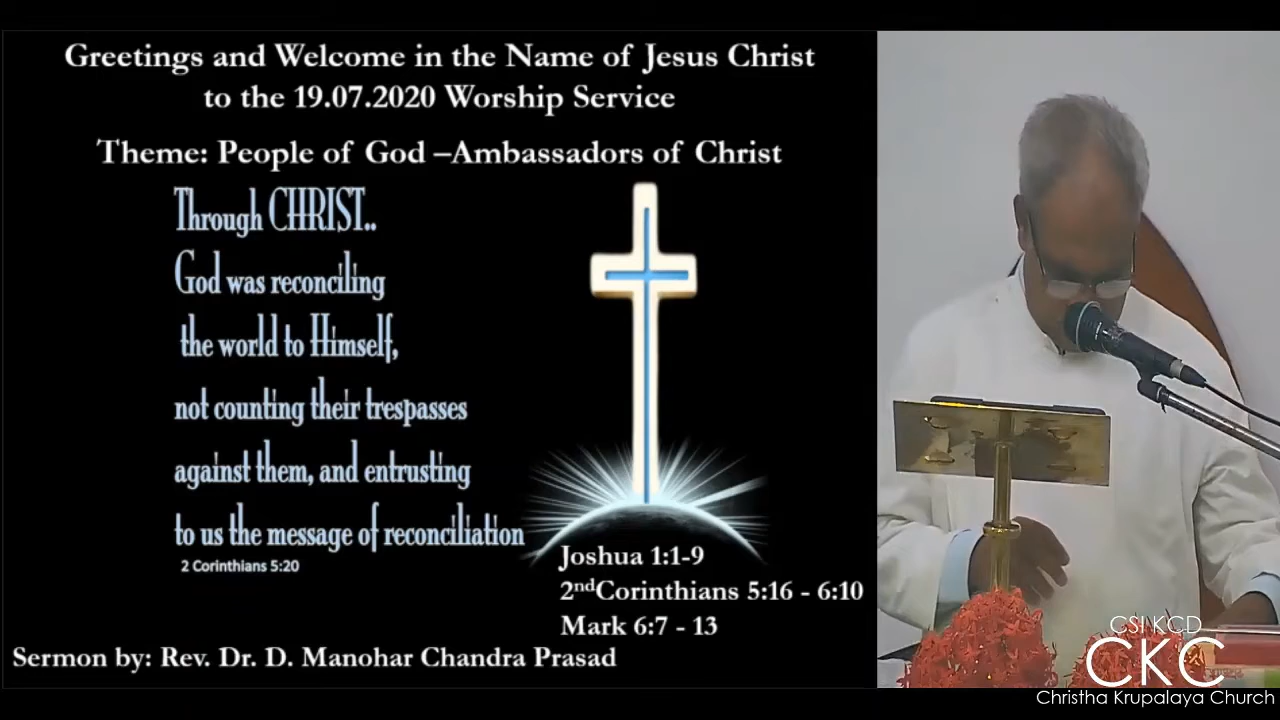 Greetings and Welcome in the Name of Jesus Christ
to the 19.07.2020 Worship Service
Theme: People of God –Ambassadors of Christ
Through CHRIST..
God was reconciling
the world to Himself,
not counting their trespasses
against them, and entrusting
to us the message of reconciliation
2 Corinthians 5:20
Joshua 1:1-9
2ndCorinthians 5:16 - 6:10
Mark 6:7 - 13
Sermon by: Rev. Dr. D. Manohar Chandra Prasad
CSI KCD
CKC
Christha Krupalaya Church